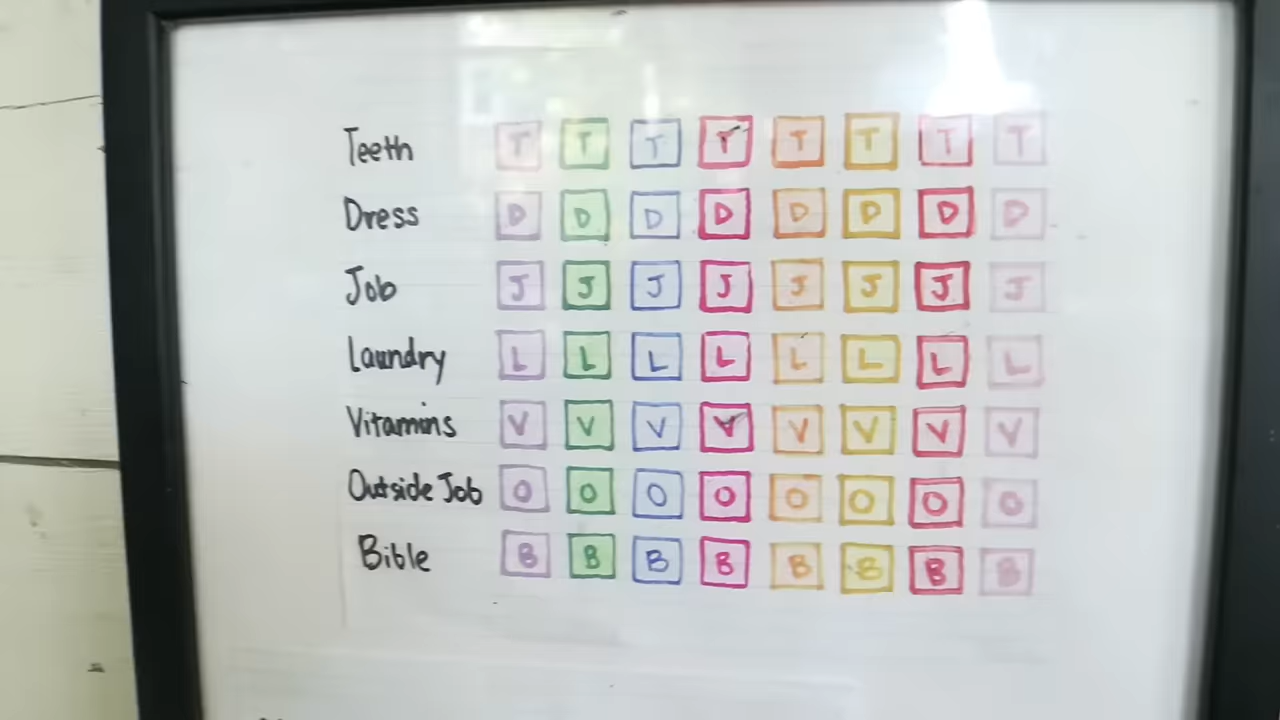 Teeth T T T T T T T T
Dress D D D D D D D D
Job J J J J J J J J
Laundry L L L L L L L L
Vitamins V V V V V V V V
Outside Job O O O O O O O O
Bible B B B B B B B B